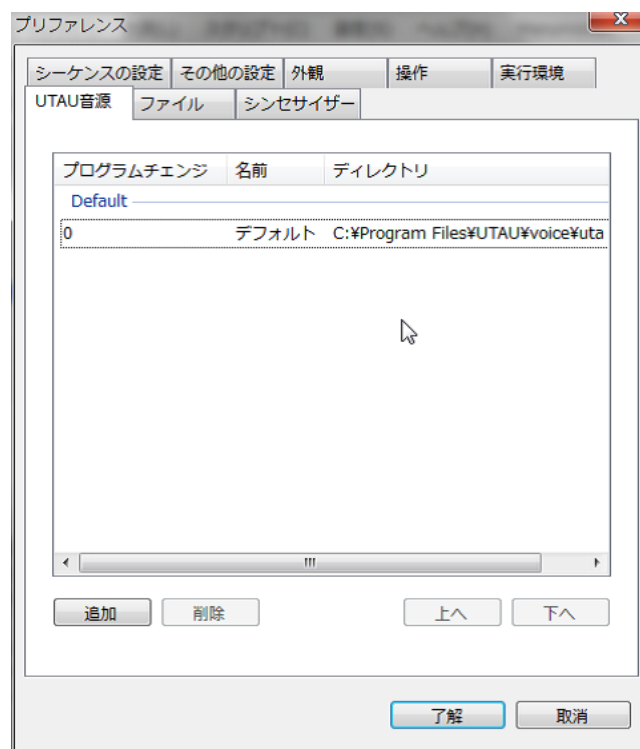 プリファレンス
シーケンスの設定 その他の設定 外観 操作 実行環境
UTAU音源 ファイル シンセサイザー
プログラムチェンジ 名前 ディレクトリ
Default
0 デフォルト C:¥Program Files¥UTAU¥voice¥uta
追加 削除 上へ 下へ
了解 取消